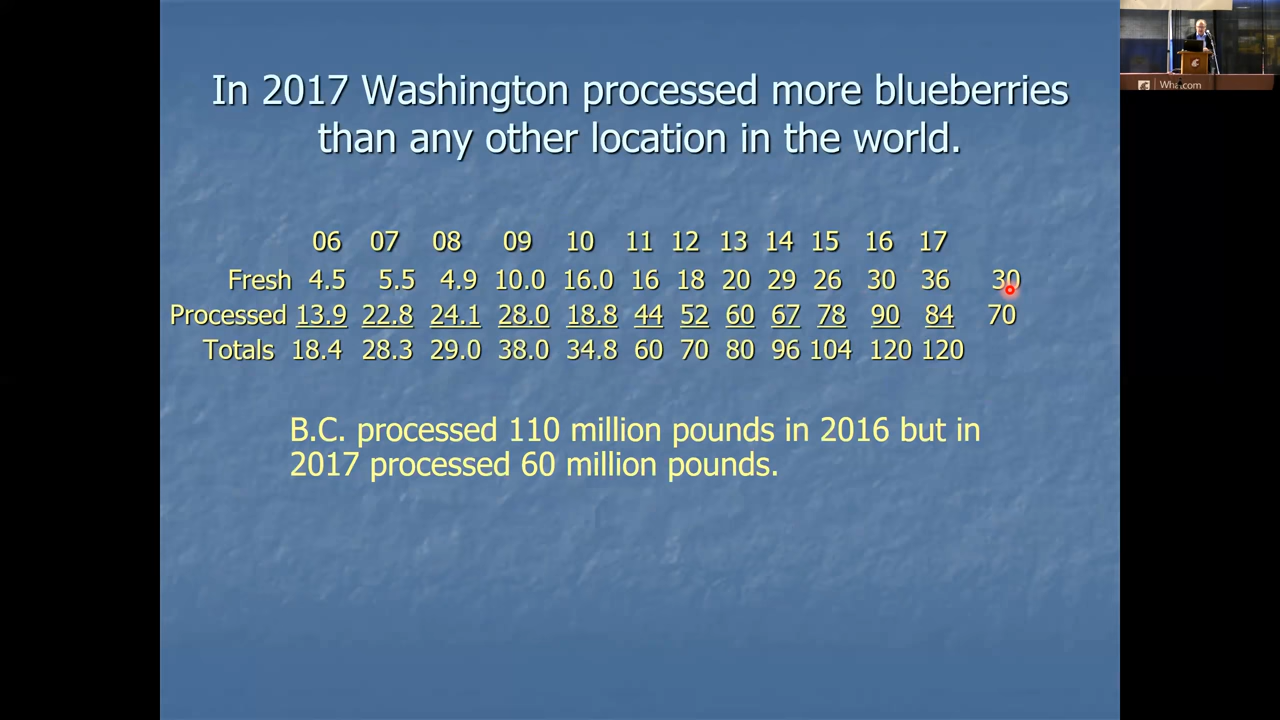 In 2017 Washington processed more blueberries
than any other location in the world.
06 07 08 09 10 11 12 13 14 15 16 17
Fresh 4.5 5.5 4.9 10.0 16.0 16 18 20 29 26 30 36 30
Processed 13.9 22.8 24.1 28.0 18.8 44 52 60 67 78 90 84 70
Totals 18.4 28.3 29.0 38.0 34.8 60 70 80 96 104 120 120
B.C. processed 110 million pounds in 2016 but in
2017 processed 60 million pounds.
Whatcom